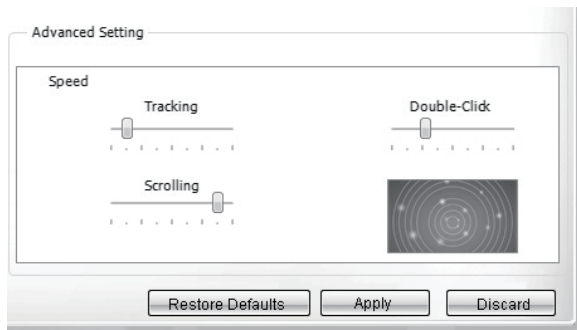 Advanced Setting
Speed
Tracking
Double-Click
Scrolling
Restore Defaults
Apply
Discard